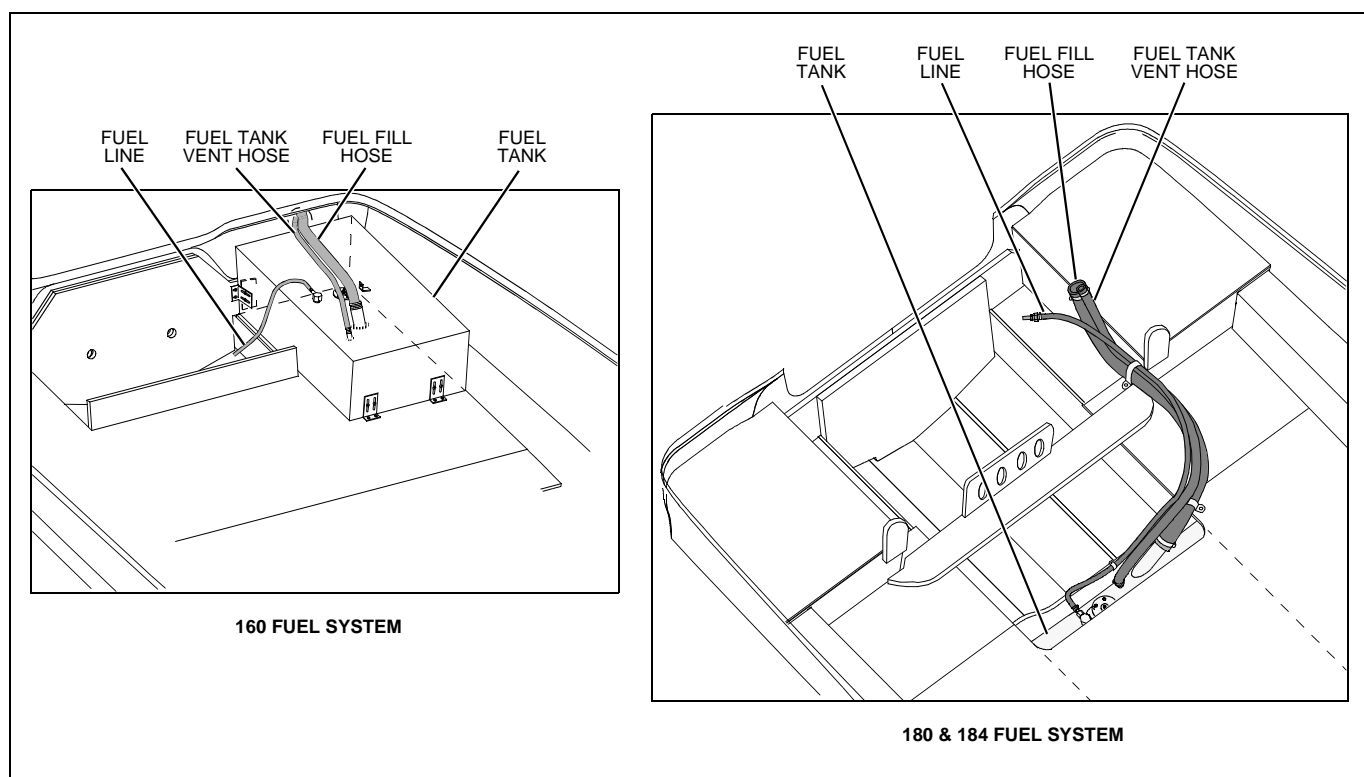 FUEL
LINE
FUEL TANK
VENT HOSE
FUEL FILL
HOSE
FUEL
TANK
160 FUEL SYSTEM
FUEL
TANK
FUEL
LINE
FUEL FILL
HOSE
FUEL TANK
VENT HOSE
180 & 184 FUEL SYSTEM